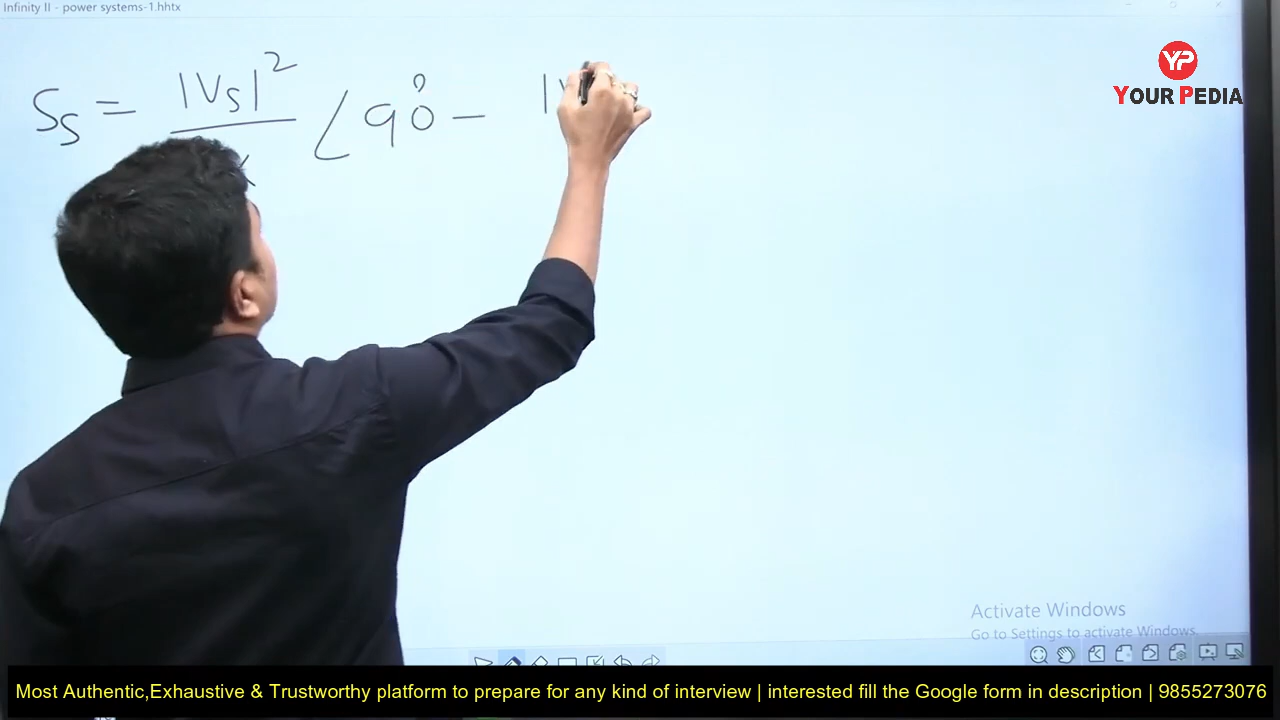 Infinity II - power systems-1.hhtx
YP
YOUR PEDIA
Ss = |Vs|² ∠90° - |V
Activate Windows
Go to Settings to activate Windows.
Most Authentic,Exhaustive & Trustworthy platform to prepare for any kind of interview | interested fill the Google form in description | 9855273076